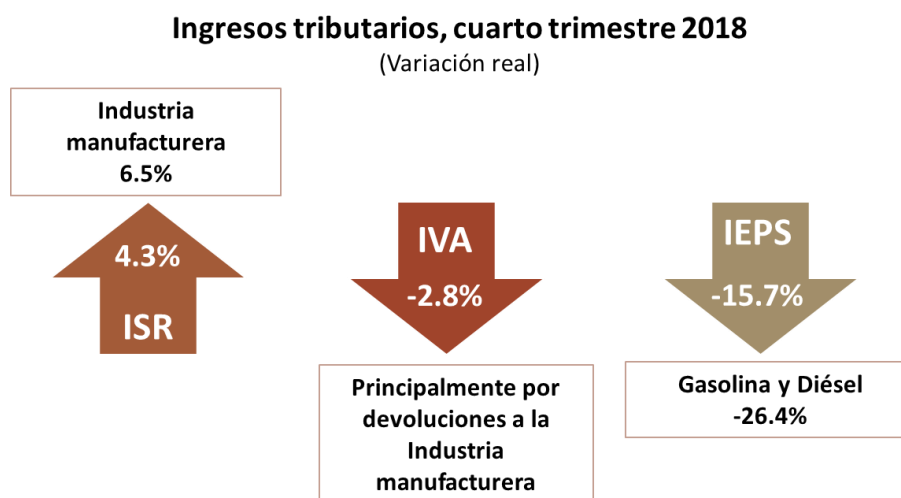 Ingresos tributarios, cuarto trimestre 2018
(Variación real)
Industria
manufacturera
6.5%
4.3%
ISR
IVA
-2.8%
Principalmente por
devoluciones a la
Industria
manufacturera
IEPS
-15.7%
Gasolina y Diésel
-26.4%